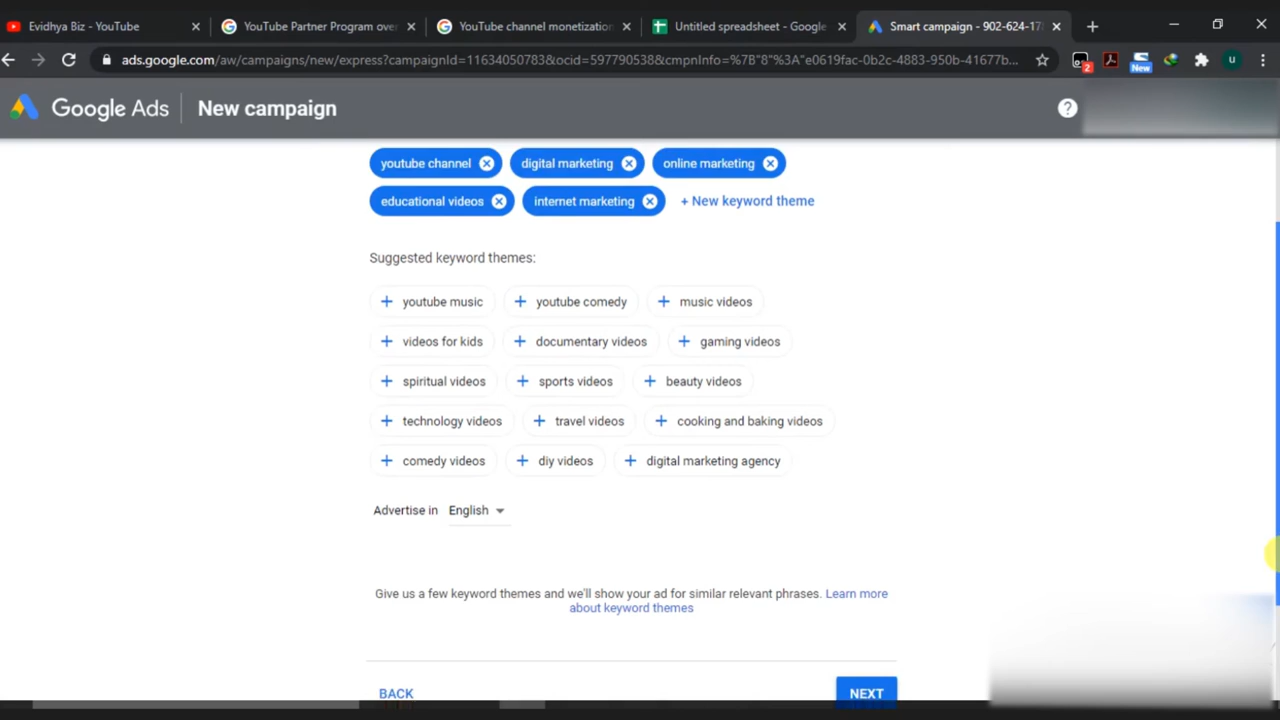 Evidhya Biz - YouTube
YouTube Partner Program over
YouTube channel monetization
Untitled spreadsheet - Google
Smart campaign - 902-624-17
ads.google.com/aw/campaigns/new/express?campaignId=11634050783&ocid=597790538&cmpnInfo=%7B"8"%3A"e0619fac-0b2c-4883-950b-41677b...
2
New
u
Google Ads
New campaign
youtube channel
digital marketing
online marketing
educational videos
internet marketing
+ New keyword theme
Suggested keyword themes:
+ youtube music
+ youtube comedy
+ music videos
+ videos for kids
+ documentary videos
+ gaming videos
+ spiritual videos
+ sports videos
+ beauty videos
+ technology videos
+ travel videos
+ cooking and baking videos
+ comedy videos
+ diy videos
+ digital marketing agency
Advertise in English
Give us a few keyword themes and we'll show your ad for similar relevant phrases. Learn more
about keyword themes
BACK
NEXT